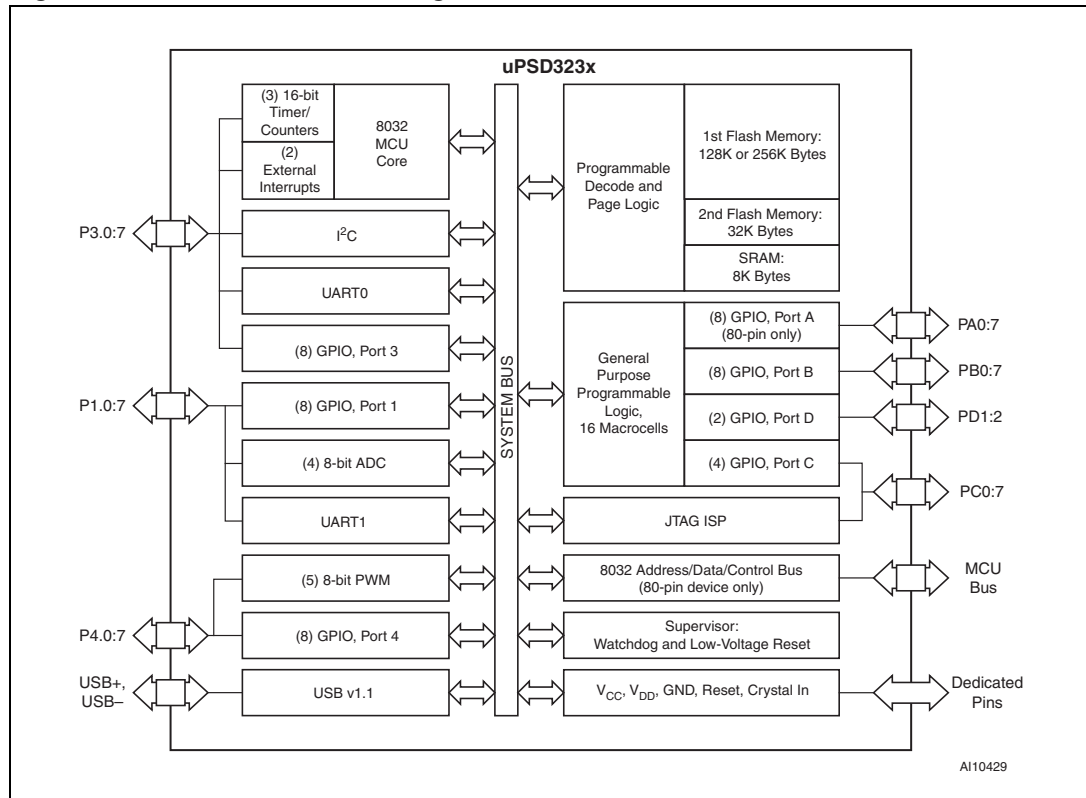 uPSD323x
(3) 16-bit
Timer/
Counters
(2)
External
Interrupts
8032
MCU
Core
I²C
UART0
(8) GPIO, Port 3
(8) GPIO, Port 1
(4) 8-bit ADC
UART1
(5) 8-bit PWM
(8) GPIO, Port 4
USB v1.1
P3.0:7
P1.0:7
P4.0:7
USB+,
USB–
SYSTEM BUS
Programmable
Decode and
Page Logic
1st Flash Memory:
128K or 256K Bytes
2nd Flash Memory:
32K Bytes
SRAM:
8K Bytes
General
Purpose
Programmable
Logic,
16 Macrocells
(8) GPIO, Port A
(80-pin only)
(8) GPIO, Port B
(2) GPIO, Port D
(4) GPIO, Port C
JTAG ISP
8032 Address/Data/Control Bus
(80-pin device only)
Supervisor:
Watchdog and Low-Voltage Reset
VCC, VDD, GND, Reset, Crystal In
PA0:7
PB0:7
PD1:2
PC0:7
MCU
Bus
Dedicated
Pins
AI10429